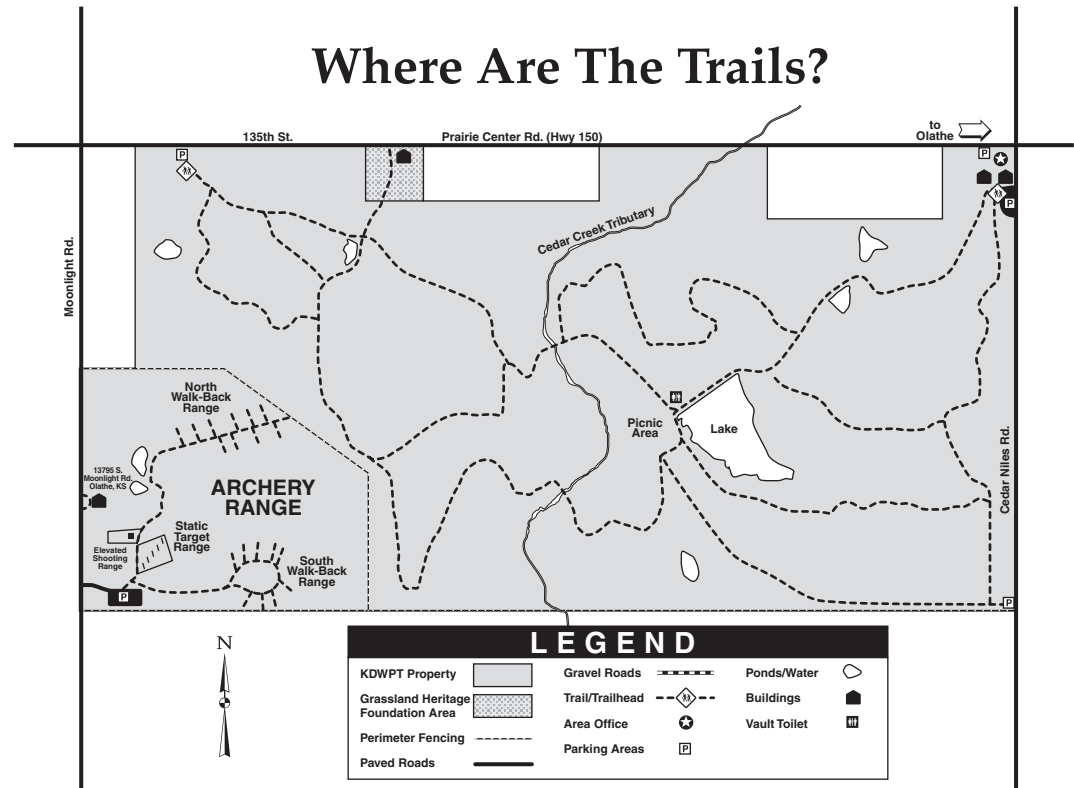 Where Are The Trails?
to
Olathe
135th St.
Prairie Center Rd. (Hwy 150)
P
P
P
Moonlight Rd.
Cedar Creek Tributary
North
Walk-Back
Range
Picnic
Area
Lake
Cedar Niles Rd.
13795 S.
Moonlight Rd.
Olathe, KS
ARCHERY
RANGE
Static
Target
Range
Elevated
Shooting
Range
South
Walk-Back
Range
P
P
N
LEGEND
KDWPT Property
Gravel Roads
Ponds/Water
Grassland Heritage
Foundation Area
Trail/Trailhead
Buildings
Area Office
Vault Toilet
Perimeter Fencing
Parking Areas
P
Paved Roads